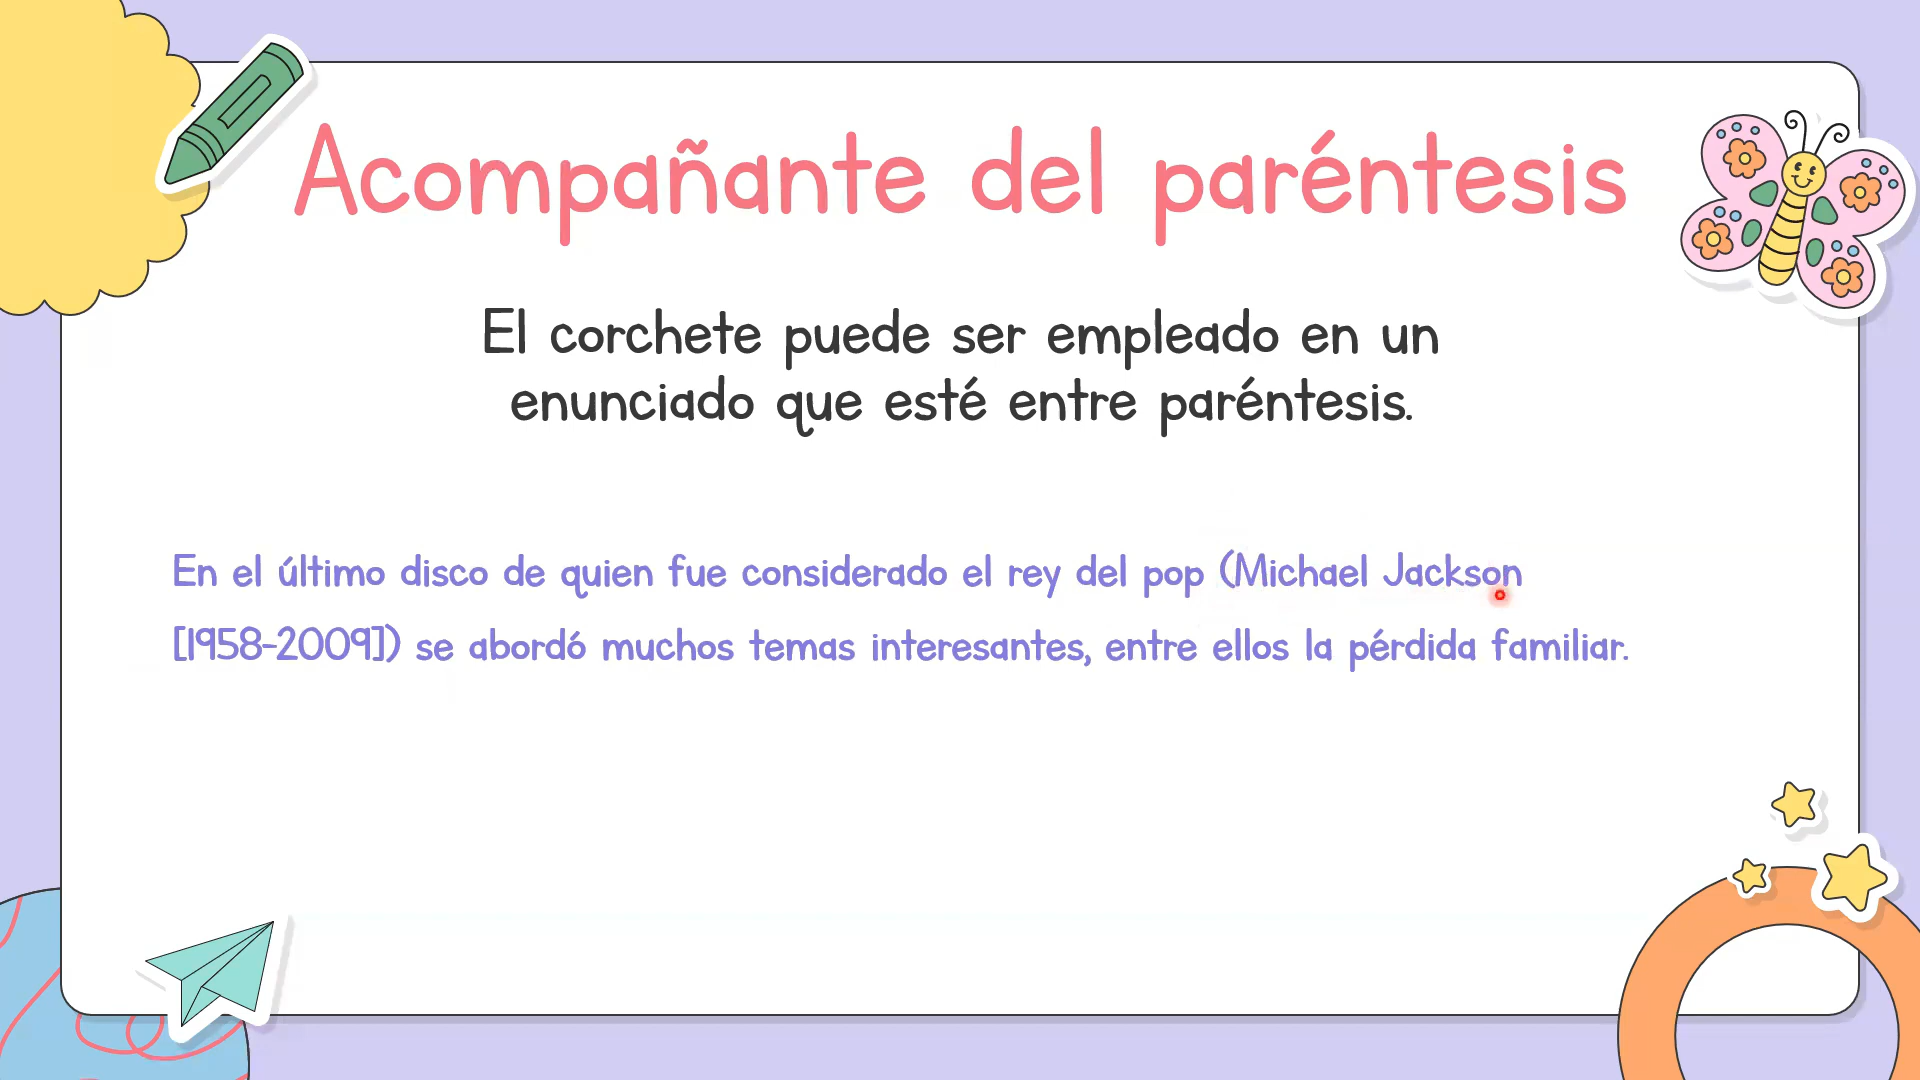 Acompañante del paréntesis
El corchete puede ser empleado en un
enunciado que esté entre paréntesis.
En el último disco de quien fue considerado el rey del pop (Michael Jackson
[1958-2009]) se abordó muchos temas interesantes, entre ellos la pérdida familiar.